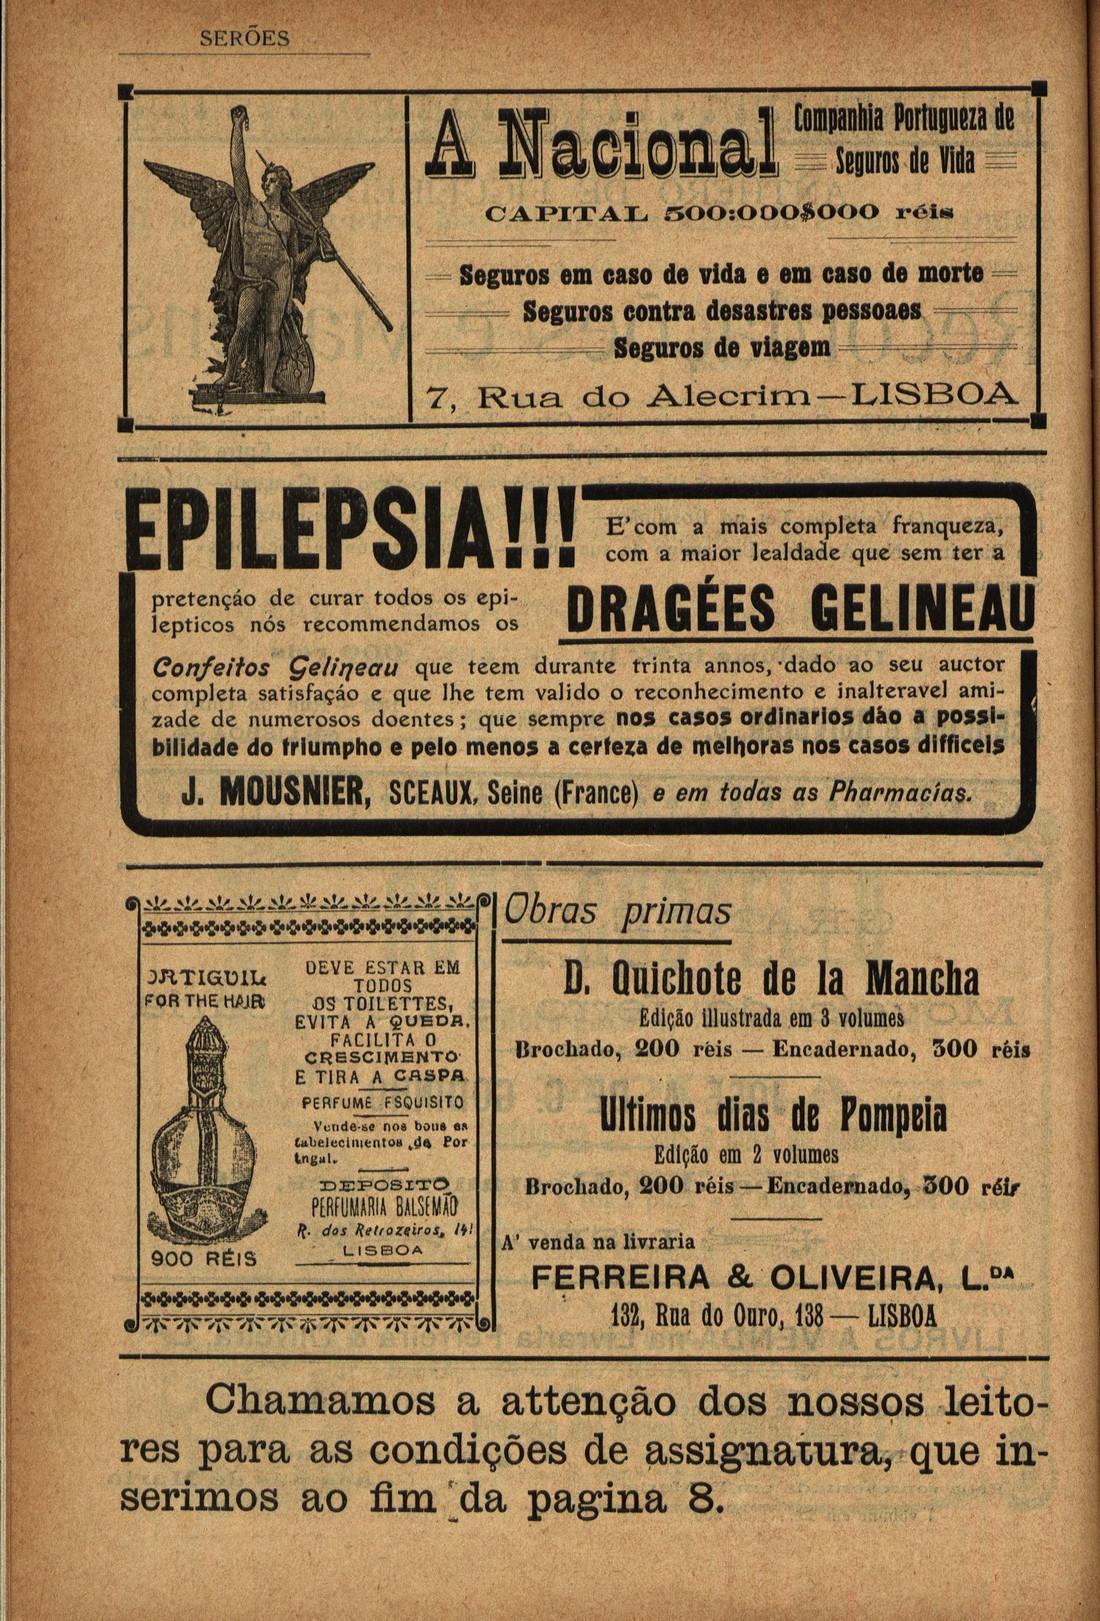 SERÕES
A Nacional
Companhia Portugueza de
Seguros de Vida
CAPITAL 500:000$000 réis
Seguros em caso de vida e em caso de morte
Seguros contra desastres pessoaes
Seguros de viagem
7, Rua do Alecrim—LISBOA
EPILEPSIA!!!
E'com a mais completa franqueza,
com a maior lealdade que sem ter a
pretenção de curar todos os epi-
lepticos nós recommendamos os
DRAGÉES GELINEAU
Confeitos Gelineau que teem durante trinta annos, dado ao seu auctor
completa satisfação e que lhe tem valido o reconhecimento e inalteravel ami-
zade de numerosos doentes; que sempre nos casos ordinarios dão a possi-
bilidade do triumpho e pelo menos a certeza de melhoras nos casos difficeis
J. MOUSNIER, SCEAUX, Seine (France) e em todas as Pharmacias.
ORTIGUIL
FOR THE HAIR
900 RÉIS
DEVE ESTAR EM
TODOS
OS TOILETTES,
EVITA A QUEDA,
FACILITA O
CRESCIMENTO
E TIRA A CASPA
PERFUME ESQUISITO
Vende-se nos bons es
tabelecimentos de Por
tugal.
DEPOSITO
PERFUMARIA BALSEMÃO
R. dos Retrozeiros, 141
LISBOA
Obras primas
D. Quichote de la Mancha
Edição illustrada em 3 volumes
Brochado, 200 réis — Encadernado, 300 réis
Ultimos dias de Pompeia
Edição em 2 volumes
Brochado, 200 réis — Encadernado, 300 réis
A' venda na livraria
FERREIRA & OLIVEIRA, L.DA
132, Rua do Ouro, 138 — LISBOA
Chamamos a attenção dos nossos leito-
res para as condições de assignatura, que in-
serimos ao fim da pagina 8.